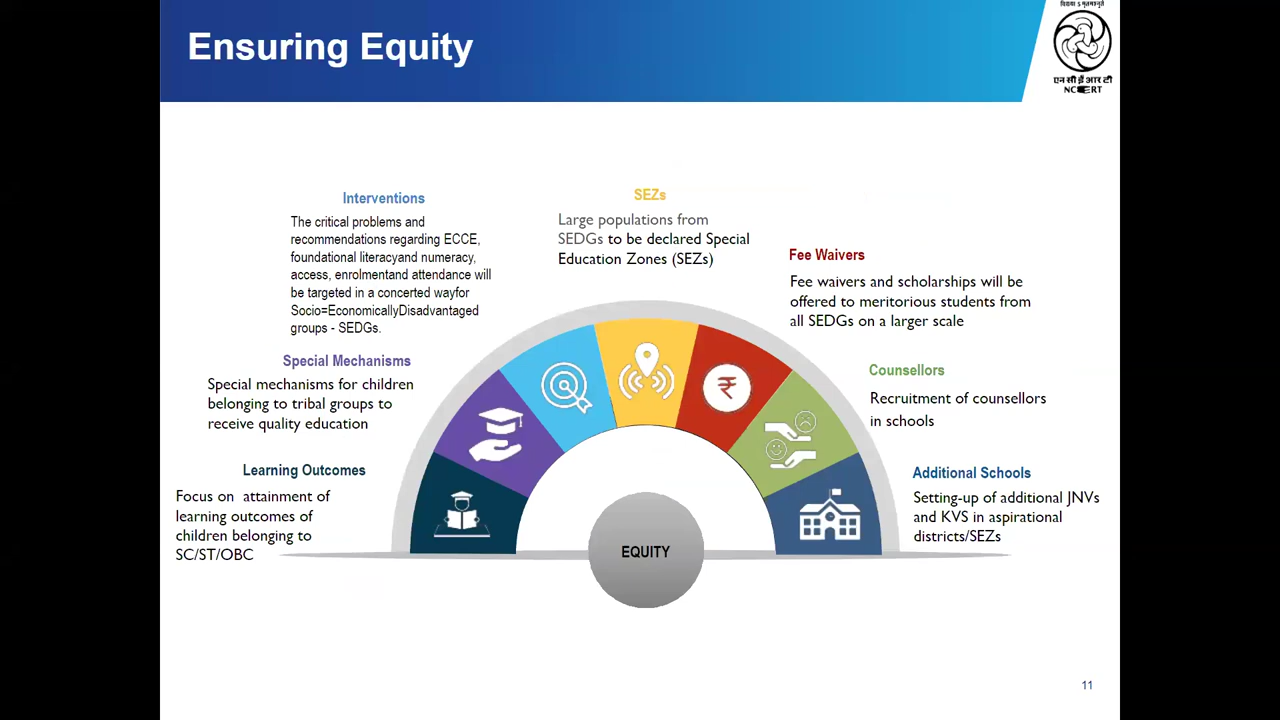 Ensuring Equity
विद्यया ऽ मृतमश्नुते
एन सी ई आर टी
NCERT
Interventions
The critical problems and
recommendations regarding ECCE,
foundational literacyand numeracy,
access, enrolmentand attendance will
be targeted in a concerted wayfor
Socio=EconomicallyDisadvantaged
groups - SEDGs.
SEZs
Large populations from
SEDGs to be declared Special
Education Zones (SEZs)
Fee Waivers
Fee waivers and scholarships will be
offered to meritorious students from
all SEDGs on a larger scale
Special Mechanisms
Special mechanisms for children
belonging to tribal groups to
receive quality education
Counsellors
Recruitment of counsellors
in schools
Learning Outcomes
Focus on attainment of
learning outcomes of
children belonging to
SC/ST/OBC
Additional Schools
Setting-up of additional JNVs
and KVS in aspirational
districts/SEZs
₹
EQUITY
11